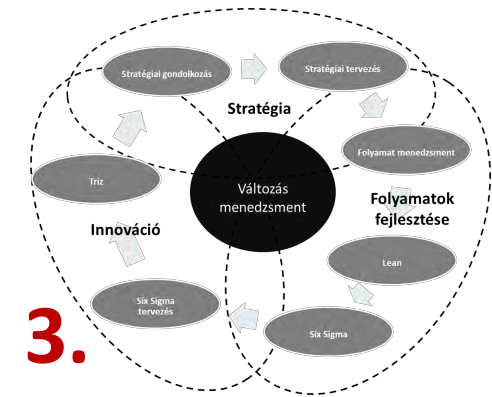 Stratégiai gondolkozás
Stratégiai tervezés
Stratégia
Folyamat menedzsment
Triz
Változás
menedzsment
Folyamatok
fejlesztése
Innováció
Lean
Six Sigma
tervezés
Six Sigma
3.